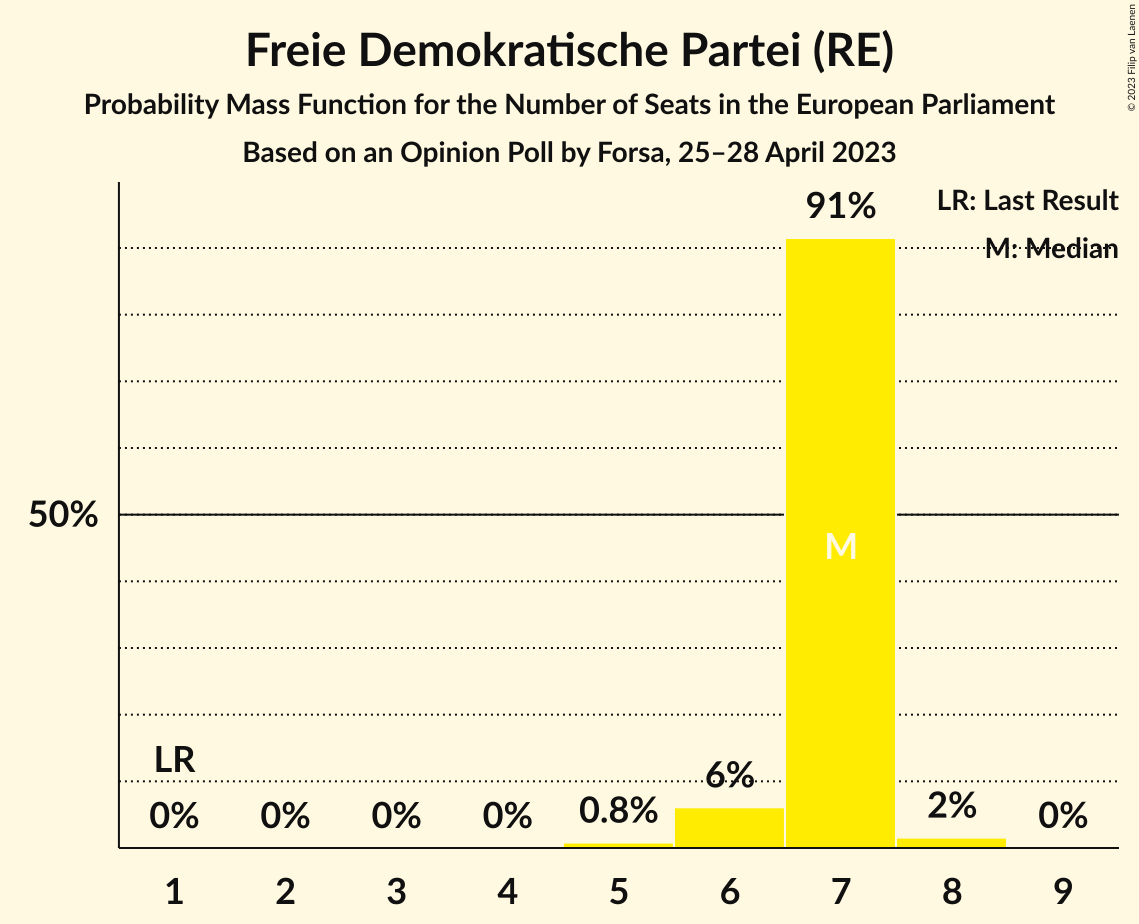 Freie Demokratische Partei (RE)
Probability Mass Function for the Number of Seats in the European Parliament
Based on an Opinion Poll by Forsa, 25–28 April 2023
© 2023 Filip van Laenen
LR: Last Result
M: Median
91%
50%
M
LR
0%
0%
0%
0%
0.8%
6%
2%
0%
1 2 3 4 5 6 7 8 9